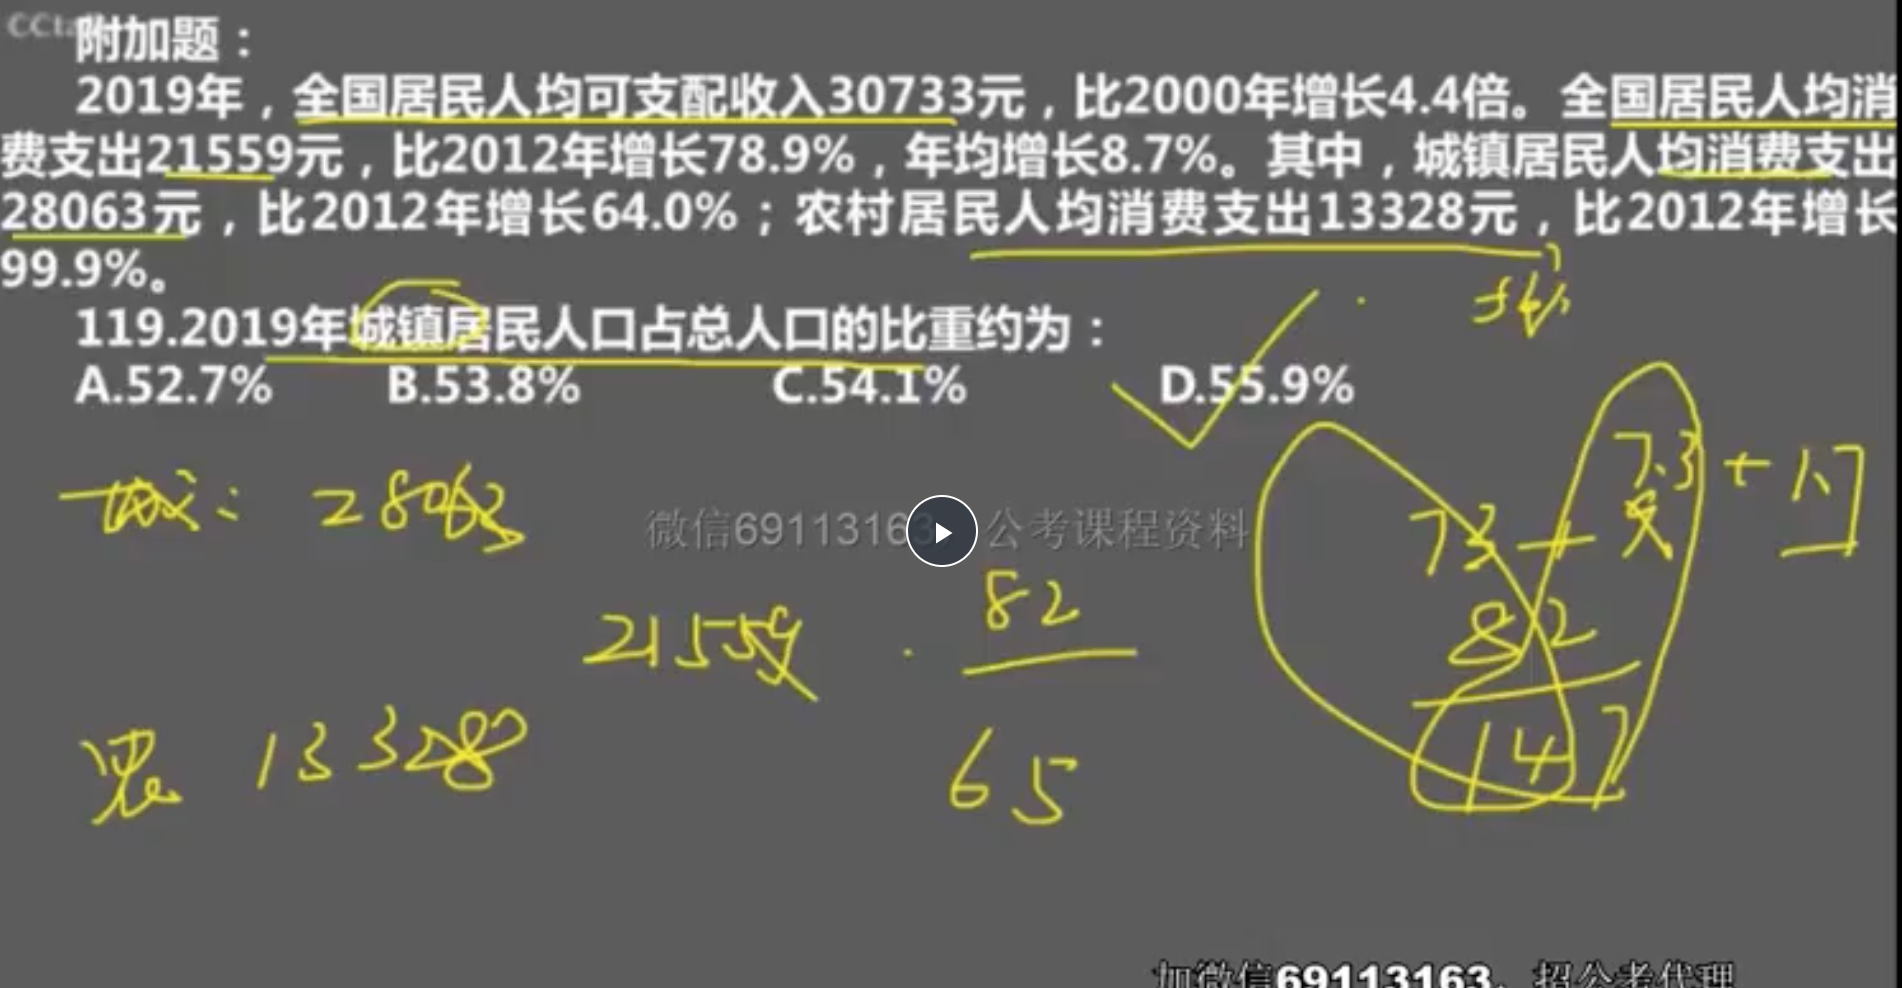 CCtal
附加题：
2019年，全国居民人均可支配收入30733元，比2000年增长4.4倍。全国居民人均消
费支出21559元，比2012年增长78.9%，年均增长8.7%。其中，城镇居民人均消费支出
28063元，比2012年增长64.0%；农村居民人均消费支出13328元，比2012年增长
99.9%。
119.2019年城镇居民人口占总人口的比重约为：
A.52.7% B.53.8% C.54.1% D.55.9%
7.3 + 1.7
城: 28063
微信69113163 公考课程资料
73 +
82
21559
82
65
147
农 13328
加微信69113163，招公考代理